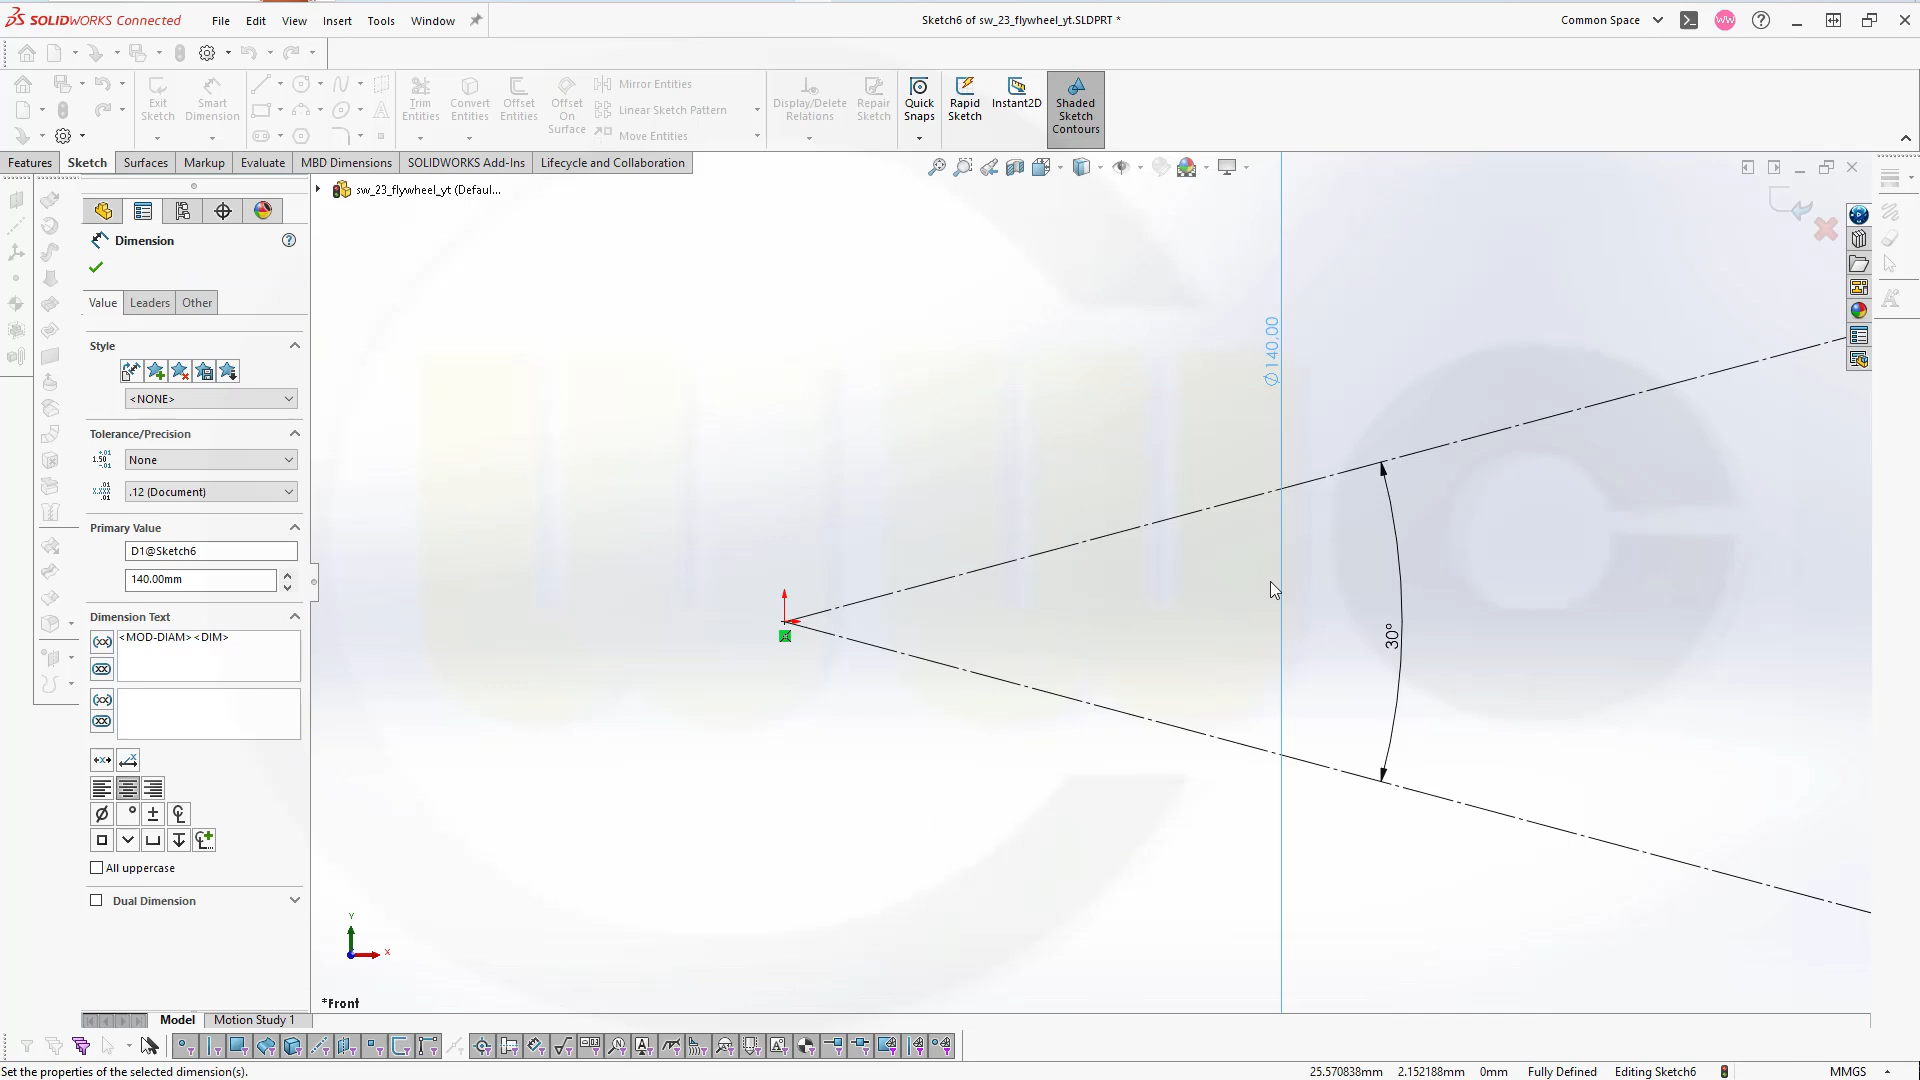 SOLIDWORKS Connected File Edit View Insert Tools Window Sketch6 of sw_23_flywheel_yt.SLDPRT * Common Space WW
Exit Sketch Smart Dimension Trim Entities Convert Entities Offset Entities Offset On Surface Mirror Entities Linear Sketch Pattern Move Entities Display/Delete Relations Repair Sketch Quick Snaps Rapid Sketch Instant2D Shaded Sketch Contours
Features Sketch Surfaces Markup Evaluate MBD Dimensions SOLIDWORKS Add-Ins Lifecycle and Collaboration
sw_23_flywheel_yt (Defaul...
Dimension
Value Leaders Other
Style
<NONE>
Tolerance/Precision
None
.12 (Document)
Primary Value
D1@Sketch6
140.00mm
Dimension Text
<MOD-DIAM><DIM>
All uppercase
Dual Dimension
∅140,00
30°
Y
X
*Front
Model Motion Study 1
Set the properties of the selected dimension(s). 25.570838mm 2.152188mm 0mm Fully Defined Editing Sketch6 MMGS